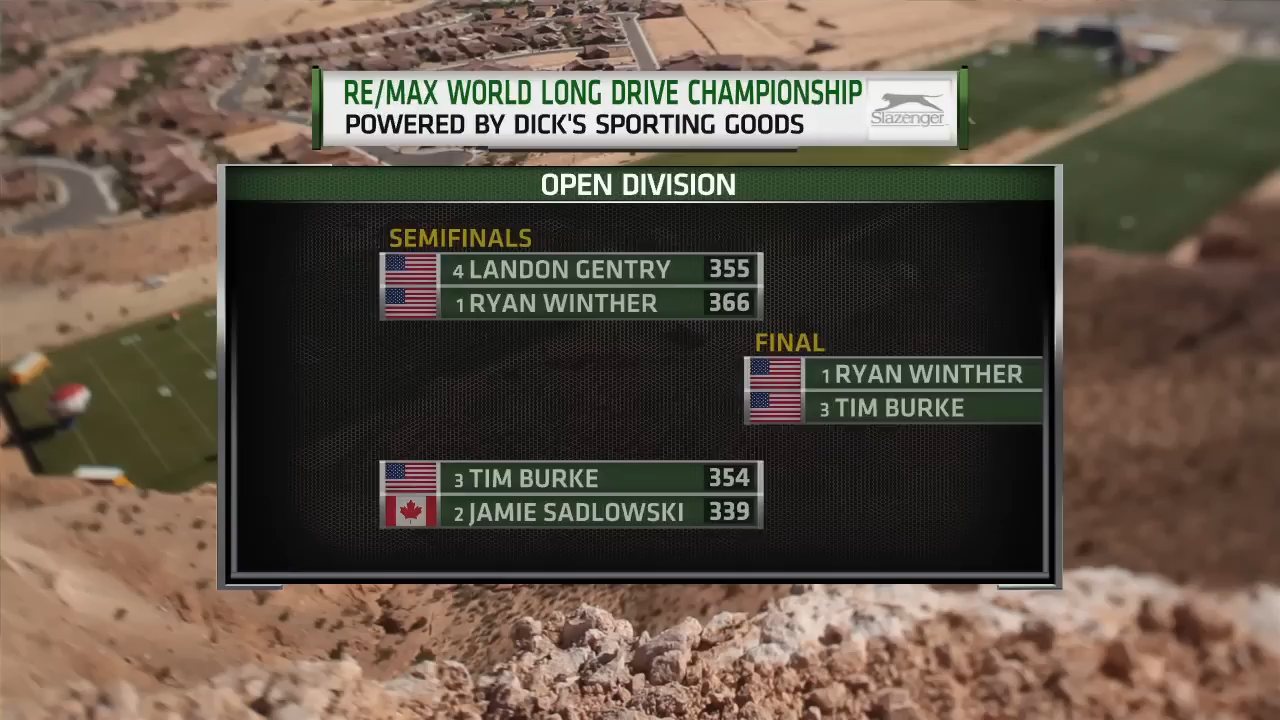 RE/MAX WORLD LONG DRIVE CHAMPIONSHIP
POWERED BY DICK'S SPORTING GOODS
Slazenger
OPEN DIVISION
SEMIFINALS
4 LANDON GENTRY 355
1 RYAN WINTHER 366
FINAL
1 RYAN WINTHER
3 TIM BURKE
3 TIM BURKE 354
2 JAMIE SADLOWSKI 339